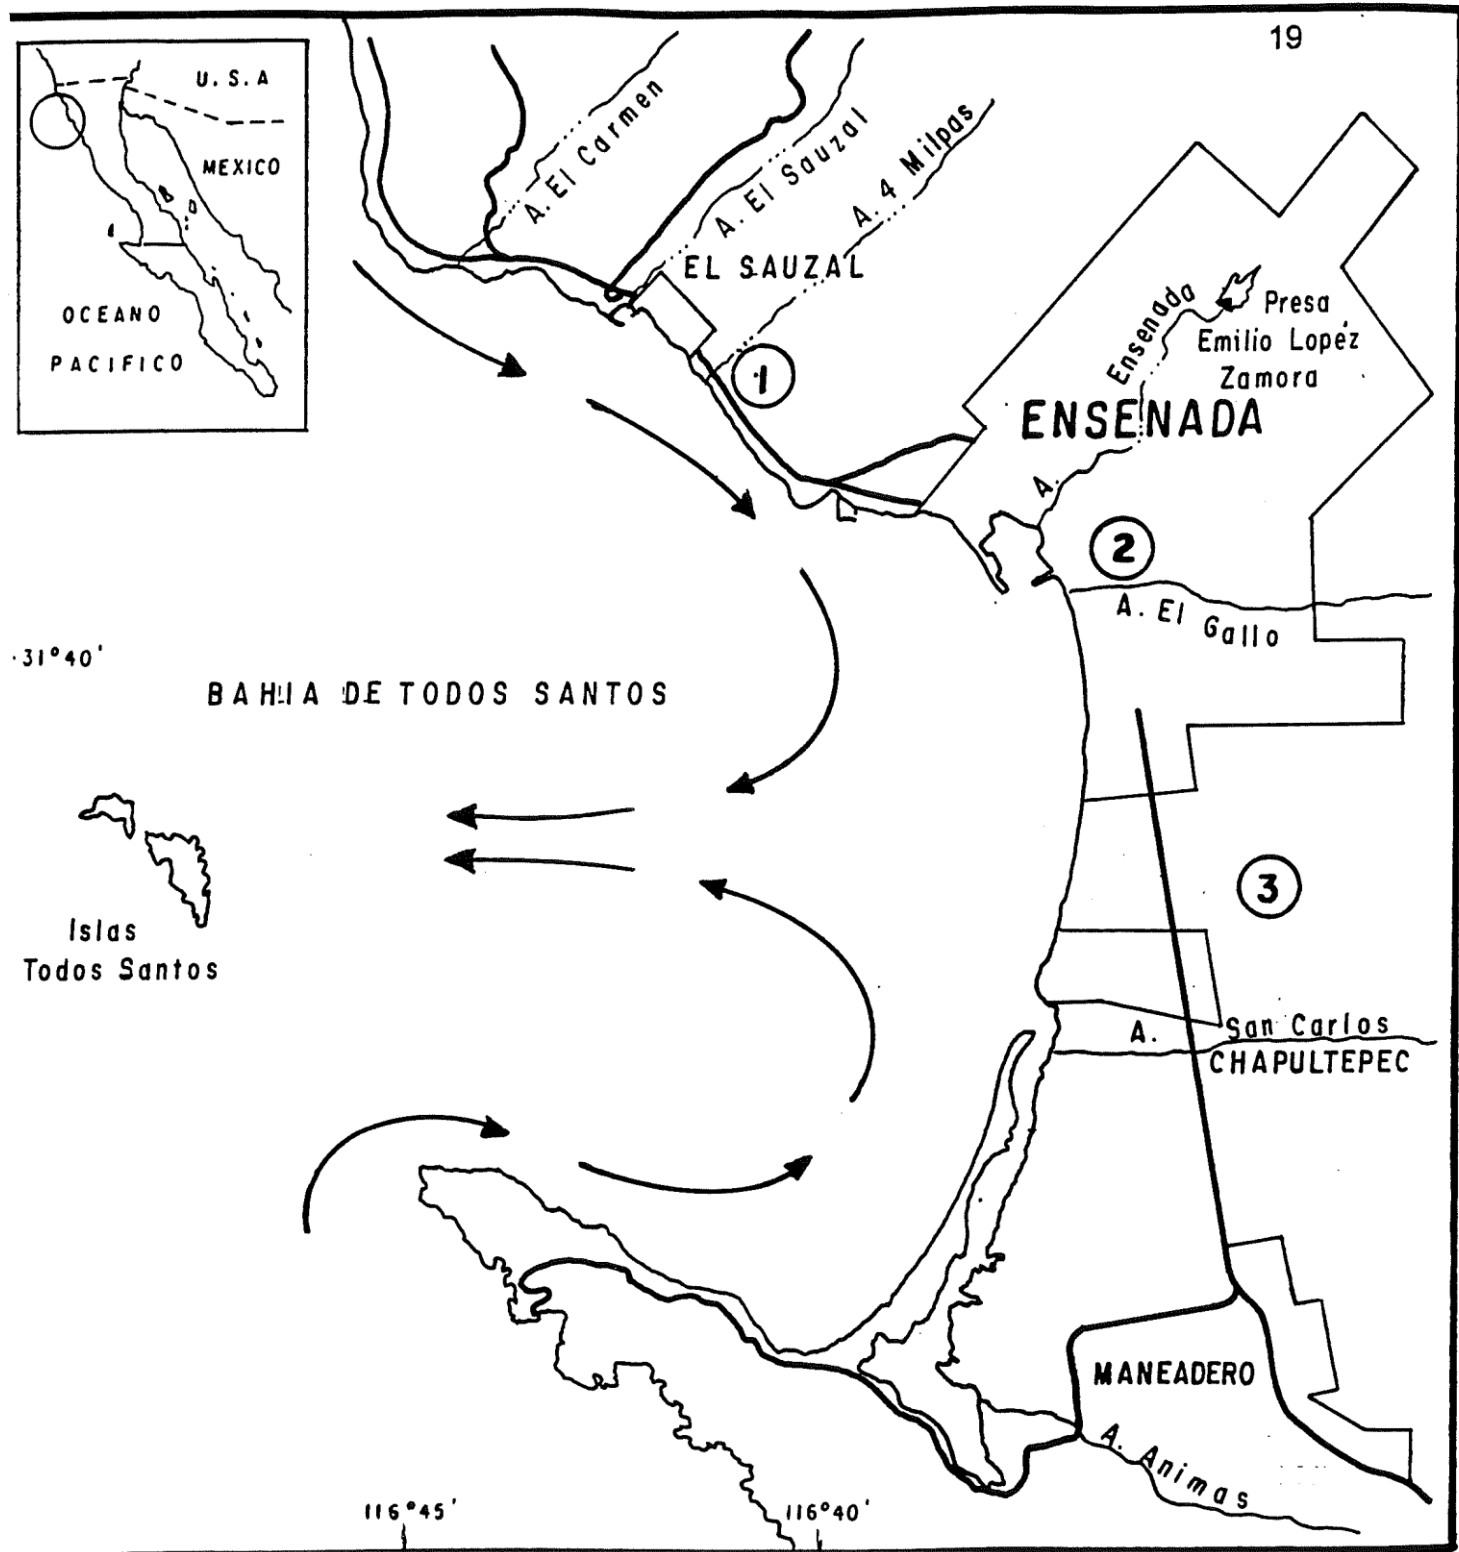 19
U.S.A
MEXICO
OCEANO
PACIFICO
A. El Carmen
A. El Sauzal
A. 4 Milpas
EL SAUZAL
1
A. Ensenada
Presa
Emilio Lopéz
Zamora
ENSENADA
2
A. El Gallo
31°40'
BAHIA DE TODOS SANTOS
3
Islas
Todos Santos
A. San Carlos
CHAPULTEPEC
MANEADERO
A. Animas
116°45'
116°40'